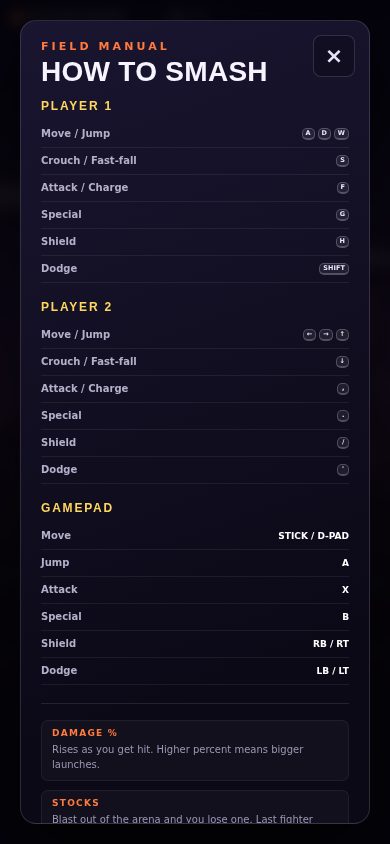 FIELD MANUAL
HOW TO SMASH
✕
PLAYER 1
Move / Jump A D W
Crouch / Fast-fall S
Attack / Charge F
Special G
Shield H
Dodge SHIFT
PLAYER 2
Move / Jump ← → ↑
Crouch / Fast-fall ↓
Attack / Charge ,
Special .
Shield /
Dodge
GAMEPAD
Move STICK / D-PAD
Jump A
Attack X
Special B
Shield RB / RT
Dodge LB / LT
DAMAGE %
Rises as you get hit. Higher percent means bigger
launches.
STOCKS
Blast out of the arena and you lose one. Last fighter